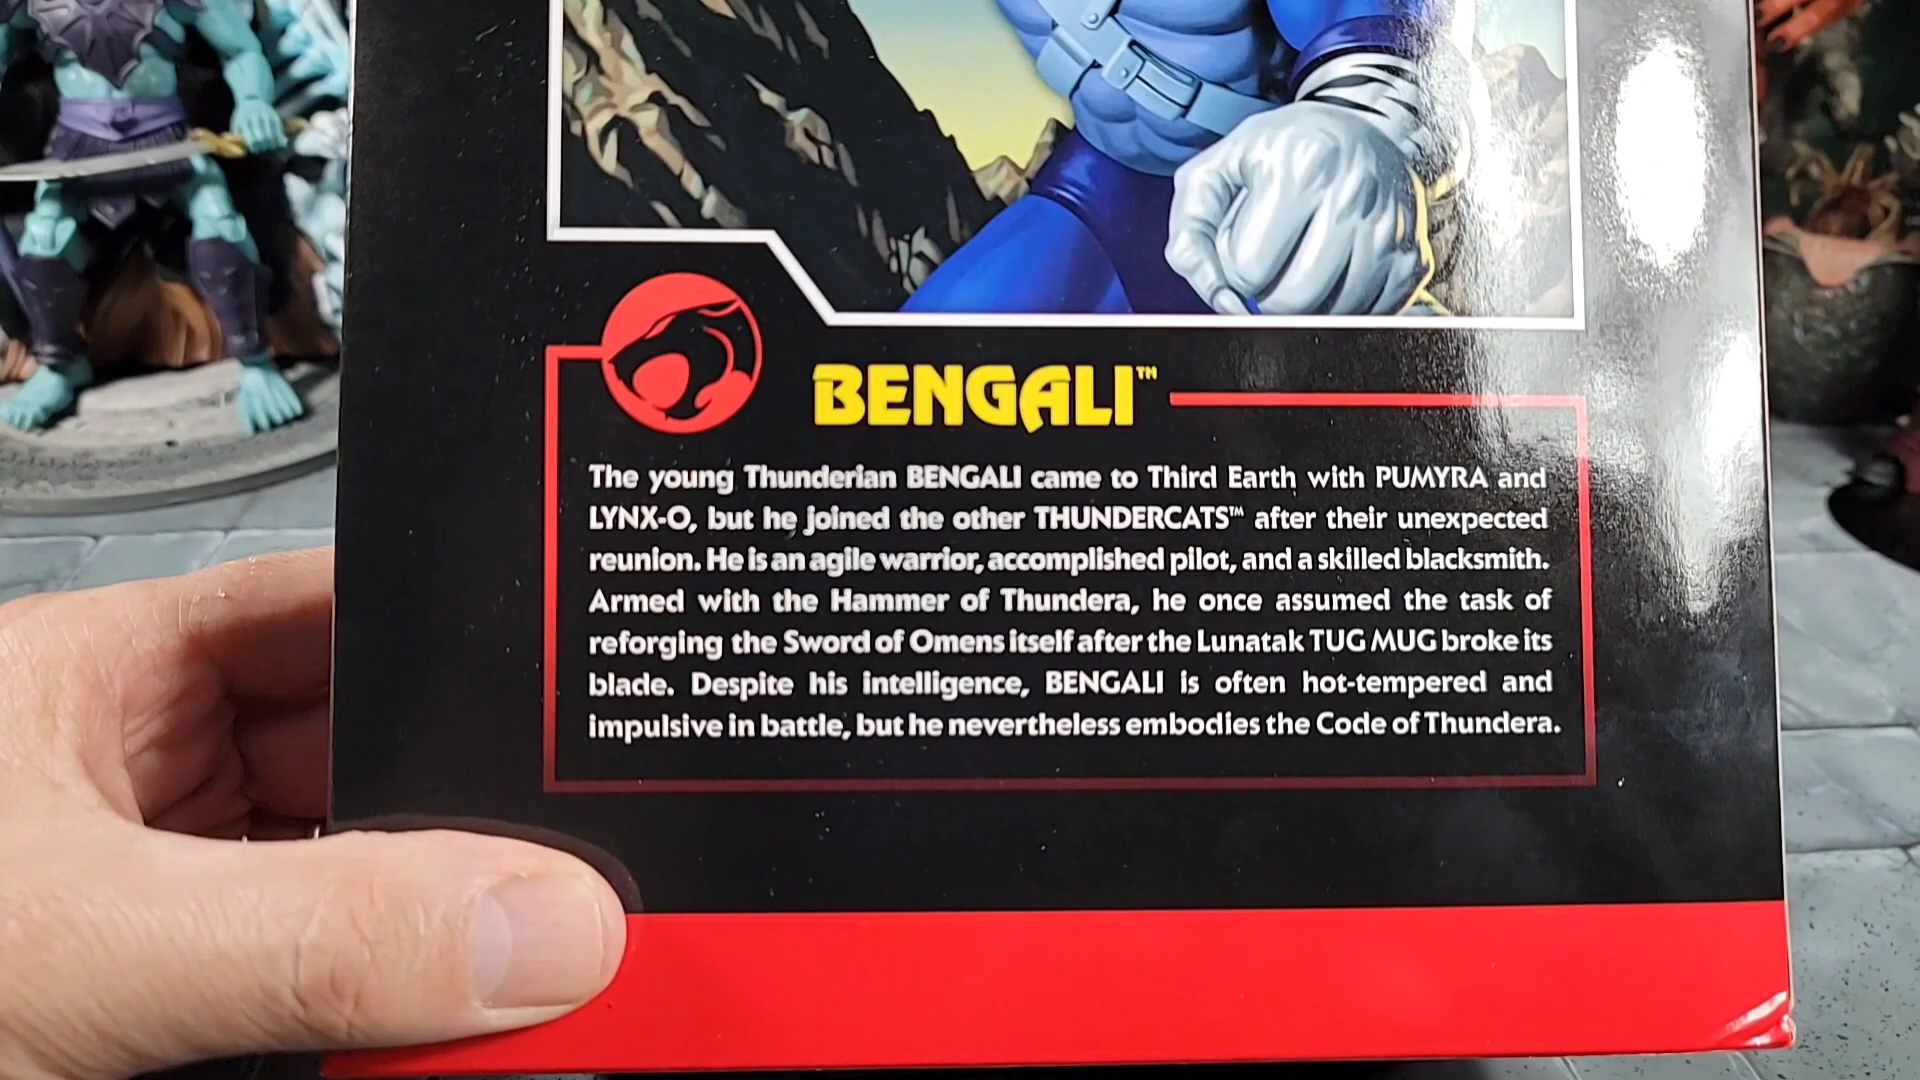 BENGALI™
The young Thunderian BENGALI came to Third Earth with PUMYRA and
LYNX-O, but he joined the other THUNDERCATS™ after their unexpected
reunion. He is an agile warrior, accomplished pilot, and a skilled blacksmith.
Armed with the Hammer of Thundera, he once assumed the task of
reforging the Sword of Omens itself after the Lunatak TUG MUG broke its
blade. Despite his intelligence, BENGALI is often hot-tempered and
impulsive in battle, but he nevertheless embodies the Code of Thundera.